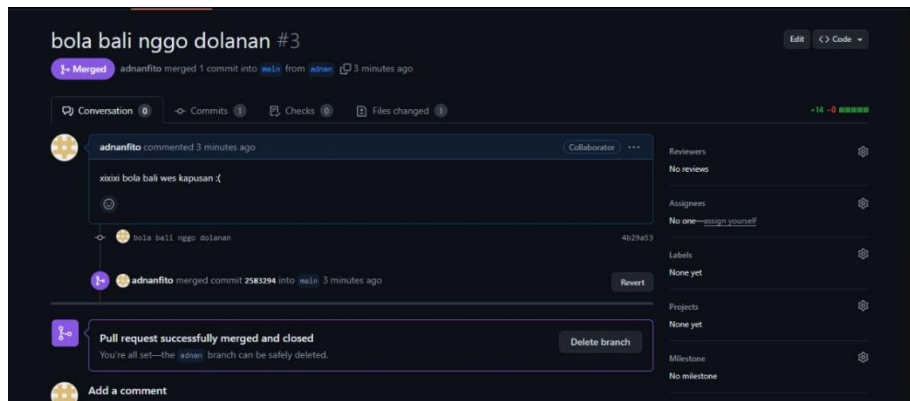 bola bali nggo dolanan #3
Edit
<> Code
Merged
adnanfito merged 1 commit into main from adnan 3 minutes ago
Conversation 0
Commits 1
Checks 0
Files changed 1
+14 −0
adnanfito commented 3 minutes ago
Collaborator
xixixi bola bali wes kapusan :(
bola bali nggo dolanan
4b29a53
adnanfito merged commit 2583294 into main 3 minutes ago
Revert
Pull request successfully merged and closed
You're all set—the adnan branch can be safely deleted.
Delete branch
Add a comment
Reviewers
No reviews
Assignees
No one—assign yourself
Labels
None yet
Projects
None yet
Milestone
No milestone